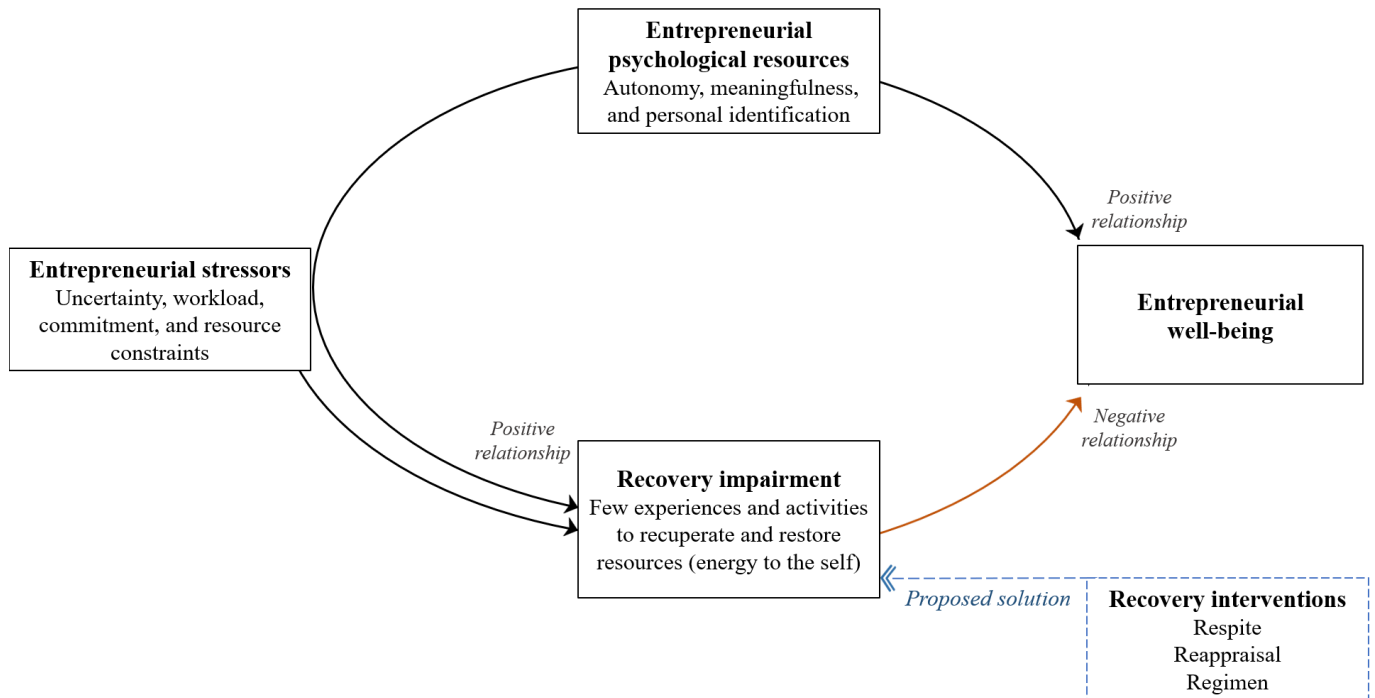 Entrepreneurial
psychological resources
Autonomy, meaningfulness,
and personal identification
Positive
relationship
Entrepreneurial stressors
Uncertainty, workload,
commitment, and resource
constraints
Entrepreneurial
well-being
Positive
relationship
Negative
relationship
Recovery impairment
Few experiences and activities
to recuperate and restore
resources (energy to the self)
Proposed solution
Recovery interventions
Respite
Reappraisal
Regimen